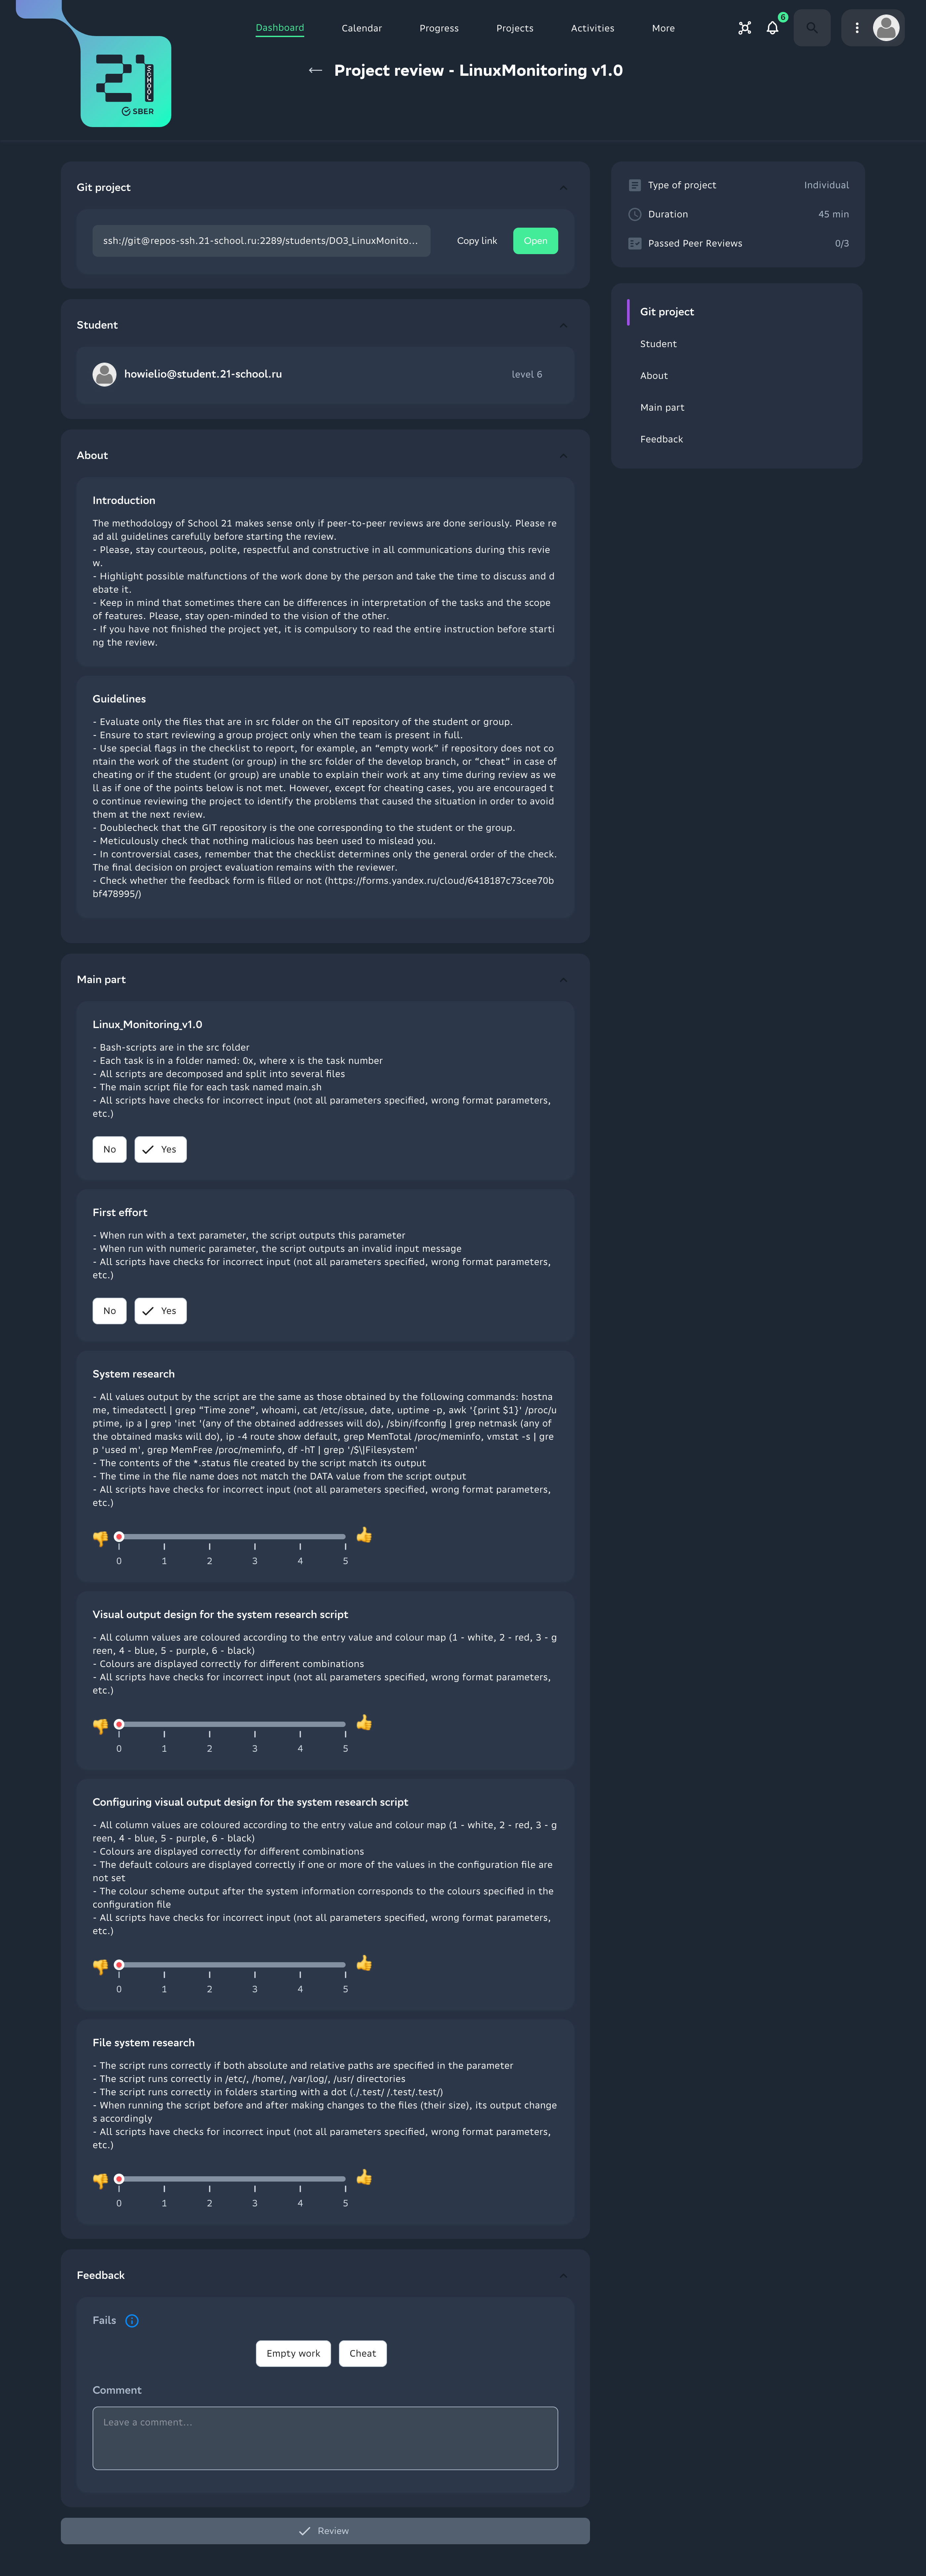 Dashboard
Calendar
Progress
Projects
Activities
More
6
21
SCHOOL
SBER
← Project review - LinuxMonitoring v1.0
Git project
ssh://git@repos-ssh.21-school.ru:2289/students/DO3_LinuxMonito...
Copy link
Open
Student
howielio@student.21-school.ru
level 6
About
Introduction
The methodology of School 21 makes sense only if peer-to-peer reviews are done seriously. Please re
ad all guidelines carefully before starting the review.
- Please, stay courteous, polite, respectful and constructive in all communications during this revie
w.
- Highlight possible malfunctions of the work done by the person and take the time to discuss and d
ebate it.
- Keep in mind that sometimes there can be differences in interpretation of the tasks and the scope
of features. Please, stay open-minded to the vision of the other.
- If you have not finished the project yet, it is compulsory to read the entire instruction before starti
ng the review.
Guidelines
- Evaluate only the files that are in src folder on the GIT repository of the student or group.
- Ensure to start reviewing a group project only when the team is present in full.
- Use special flags in the checklist to report, for example, an “empty work” if repository does not co
ntain the work of the student (or group) in the src folder of the develop branch, or “cheat” in case of
cheating or if the student (or group) are unable to explain their work at any time during review as we
ll as if one of the points below is not met. However, except for cheating cases, you are encouraged t
o continue reviewing the project to identify the problems that caused the situation in order to avoid
them at the next review.
- Doublecheck that the GIT repository is the one corresponding to the student or the group.
- Meticulously check that nothing malicious has been used to mislead you.
- In controversial cases, remember that the checklist determines only the general order of the check.
The final decision on project evaluation remains with the reviewer.
- Check whether the feedback form is filled or not (https://forms.yandex.ru/cloud/6418187c73cee70b
bf478995/)
Main part
Linux_Monitoring_v1.0
- Bash-scripts are in the src folder
- Each task is in a folder named: 0x, where x is the task number
- All scripts are decomposed and split into several files
- The main script file for each task named main.sh
- All scripts have checks for incorrect input (not all parameters specified, wrong format parameters,
etc.)
No
Yes
First effort
- When run with a text parameter, the script outputs this parameter
- When run with numeric parameter, the script outputs an invalid input message
- All scripts have checks for incorrect input (not all parameters specified, wrong format parameters,
etc.)
No
Yes
System research
- All values output by the script are the same as those obtained by the following commands: hostna
me, timedatectl | grep “Time zone”, whoami, cat /etc/issue, date, uptime -p, awk '{print $1}' /proc/u
ptime, ip a | grep 'inet '(any of the obtained addresses will do), /sbin/ifconfig | grep netmask (any of
the obtained masks will do), ip -4 route show default, grep MemTotal /proc/meminfo, vmstat -s | gre
p 'used m', grep MemFree /proc/meminfo, df -hT | grep '/$\|Filesystem'
- The contents of the *.status file created by the script match its output
- The time in the file name does not match the DATA value from the script output
- All scripts have checks for incorrect input (not all parameters specified, wrong format parameters,
etc.)
0 1 2 3 4 5
Visual output design for the system research script
- All column values are coloured according to the entry value and colour map (1 - white, 2 - red, 3 - g
reen, 4 - blue, 5 - purple, 6 - black)
- Colours are displayed correctly for different combinations
- All scripts have checks for incorrect input (not all parameters specified, wrong format parameters,
etc.)
0 1 2 3 4 5
Configuring visual output design for the system research script
- All column values are coloured according to the entry value and colour map (1 - white, 2 - red, 3 - g
reen, 4 - blue, 5 - purple, 6 - black)
- Colours are displayed correctly for different combinations
- The default colours are displayed correctly if one or more of the values in the configuration file are
not set
- The colour scheme output after the system information corresponds to the colours specified in the
configuration file
- All scripts have checks for incorrect input (not all parameters specified, wrong format parameters,
etc.)
0 1 2 3 4 5
File system research
- The script runs correctly if both absolute and relative paths are specified in the parameter
- The script runs correctly in /etc/, /home/, /var/log/, /usr/ directories
- The script runs correctly in folders starting with a dot (./.test/ /.test/.test/)
- When running the script before and after making changes to the files (their size), its output change
s accordingly
- All scripts have checks for incorrect input (not all parameters specified, wrong format parameters,
etc.)
0 1 2 3 4 5
Feedback
Fails
Empty work
Cheat
Comment
Leave a comment...
Review
Type of project
Individual
Duration
45 min
Passed Peer Reviews
0/3
Git project
Student
About
Main part
Feedback